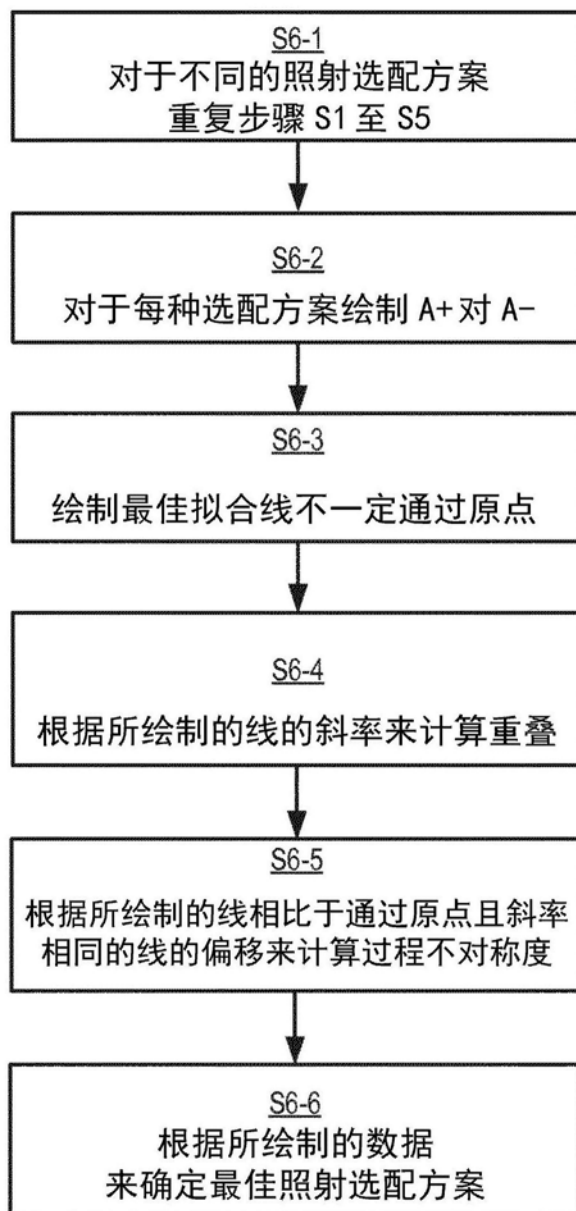 S6-1
对于不同的照射选配方案
重复步骤 S1 至 S5
S6-2
对于每种选配方案绘制 A+ 对 A-
S6-3
绘制最佳拟合线不一定通过原点
S6-4
根据所绘制的线的斜率来计算重叠
S6-5
根据所绘制的线相比于通过原点且斜率
相同的线的偏移来计算过程不对称度
S6-6
根据所绘制的数据
来确定最佳照射选配方案